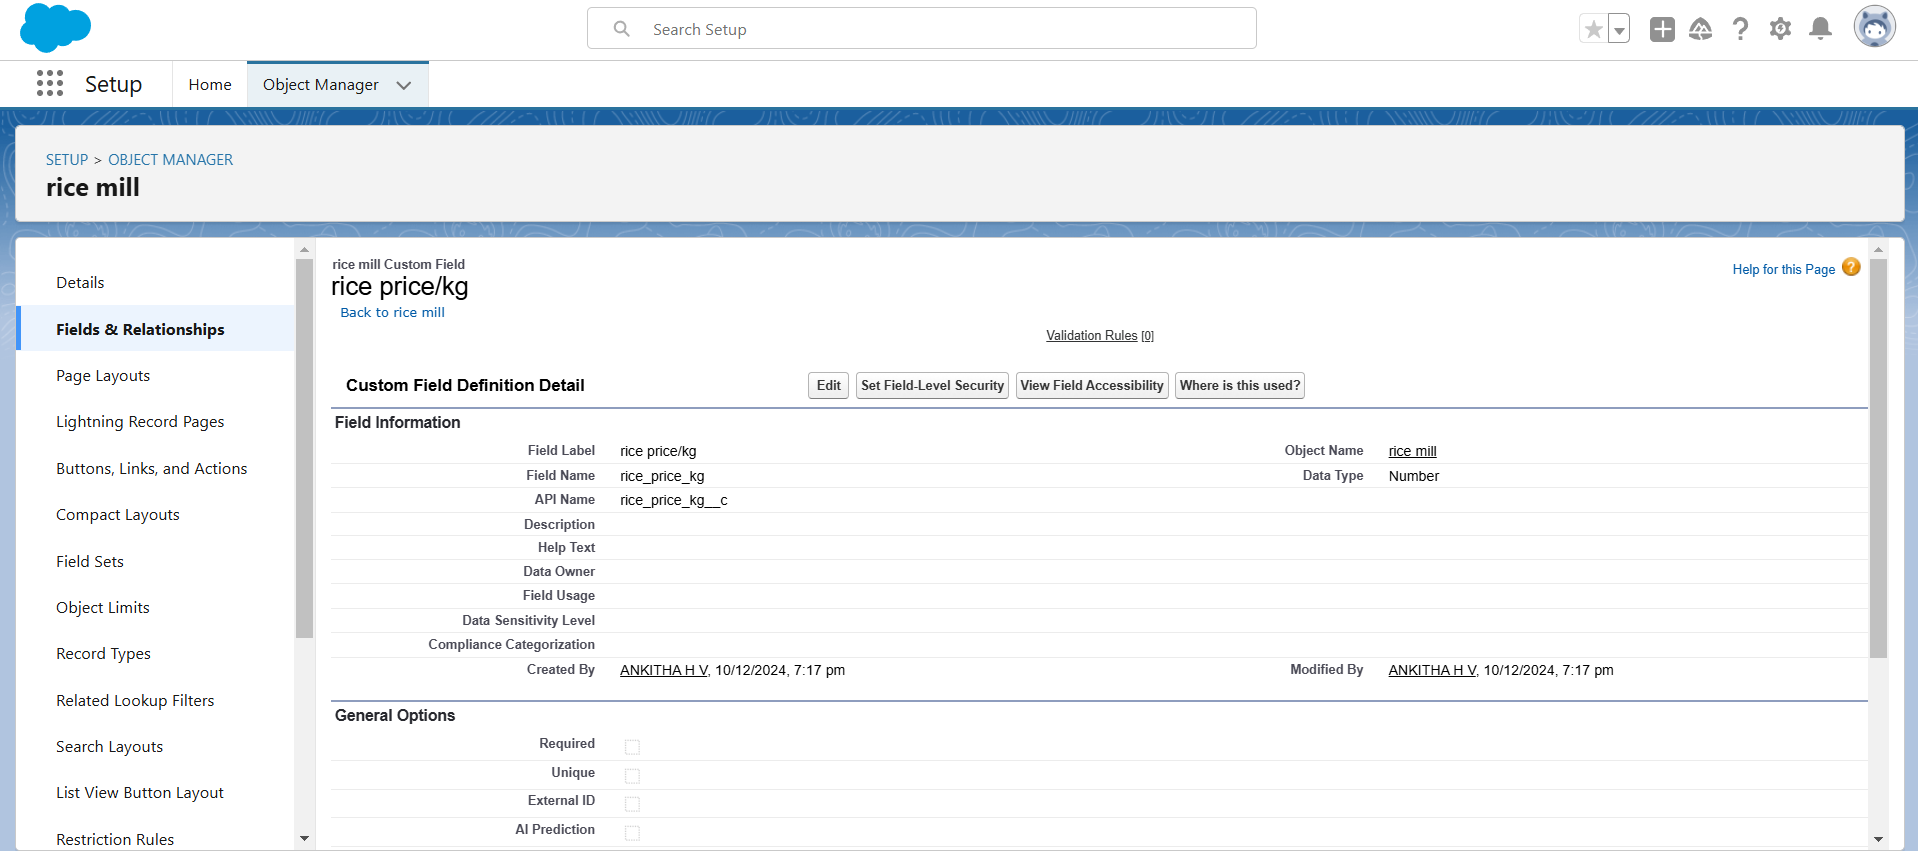 Search Setup
Setup
Home
Object Manager
SETUP > OBJECT MANAGER
rice mill
Details
Fields & Relationships
Page Layouts
Lightning Record Pages
Buttons, Links, and Actions
Compact Layouts
Field Sets
Object Limits
Record Types
Related Lookup Filters
Search Layouts
List View Button Layout
Restriction Rules
rice mill Custom Field
rice price/kg
Back to rice mill
Help for this Page ?
Validation Rules [0]
Custom Field Definition Detail
Edit
Set Field-Level Security
View Field Accessibility
Where is this used?
Field Information
Field Label rice price/kg Object Name rice mill
Field Name rice_price_kg Data Type Number
API Name rice_price_kg__c
Description
Help Text
Data Owner
Field Usage
Data Sensitivity Level
Compliance Categorization
Created By ANKITHA H V, 10/12/2024, 7:17 pm Modified By ANKITHA H V, 10/12/2024, 7:17 pm
General Options
Required
Unique
External ID
AI Prediction